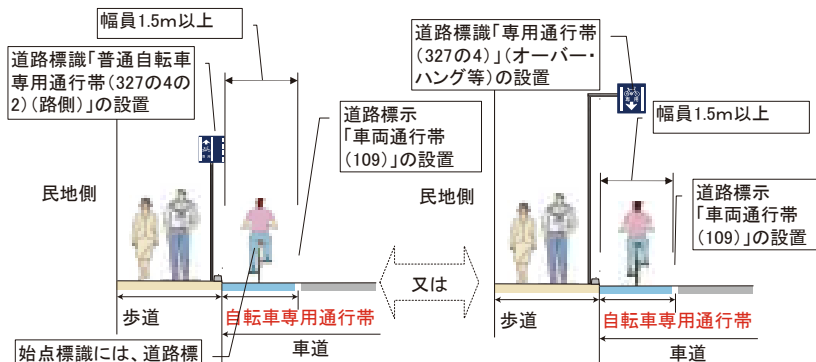 幅員1.5m以上
道路標識「普通自転車
専用通行帯(327の4の
2)(路側)」の設置
道路標示
「車両通行帯
(109)」の設置
民地側
歩道
自転車専用通行帯
車道
始点標識には、道路標
又は
道路標識「専用通行帯
(327の4)」(オーバー・
ハング等)の設置
幅員1.5m以上
道路標示
「車両通行帯
(109)」の設置
民地側
歩道
自転車専用通行帯
車道